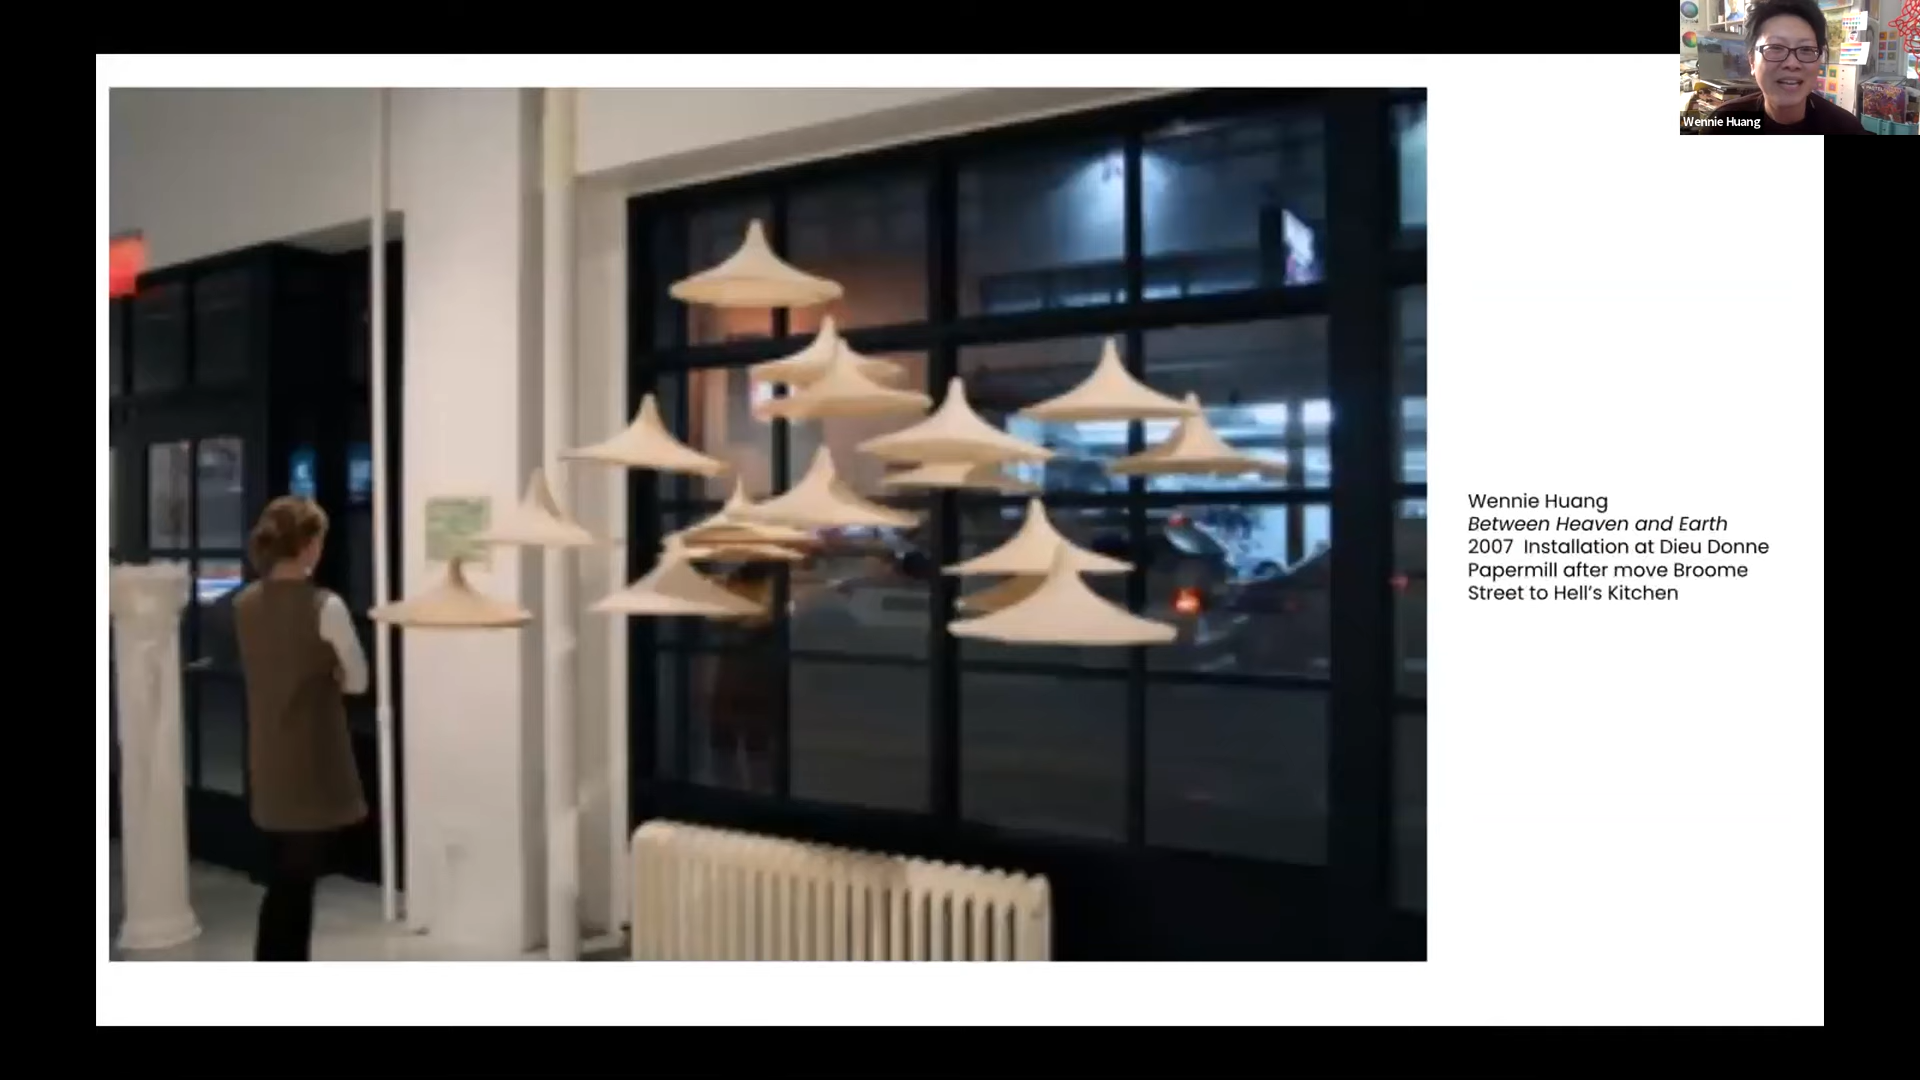 Wennie Huang
Wennie Huang
Between Heaven and Earth
2007 Installation at Dieu Donne
Papermill after move Broome
Street to Hell's Kitchen